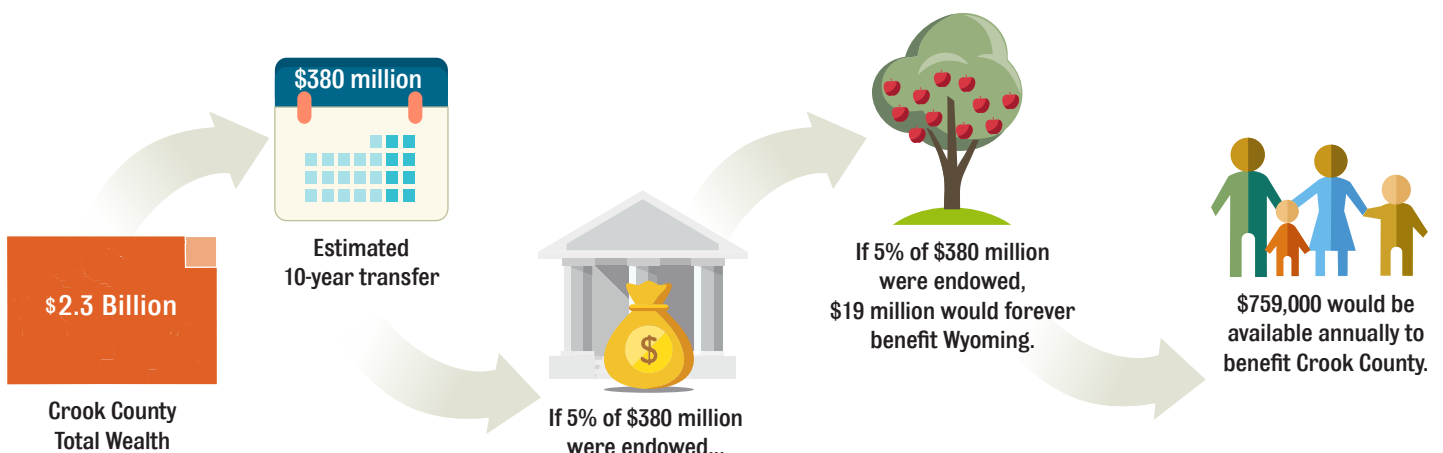 $2.3 Billion
Crook County
Total Wealth
$380 million
Estimated
10-year transfer
$
If 5% of $380 million
were endowed...
If 5% of $380 million
were endowed,
$19 million would forever
benefit Wyoming.
$759,000 would be
available annually to
benefit Crook County.